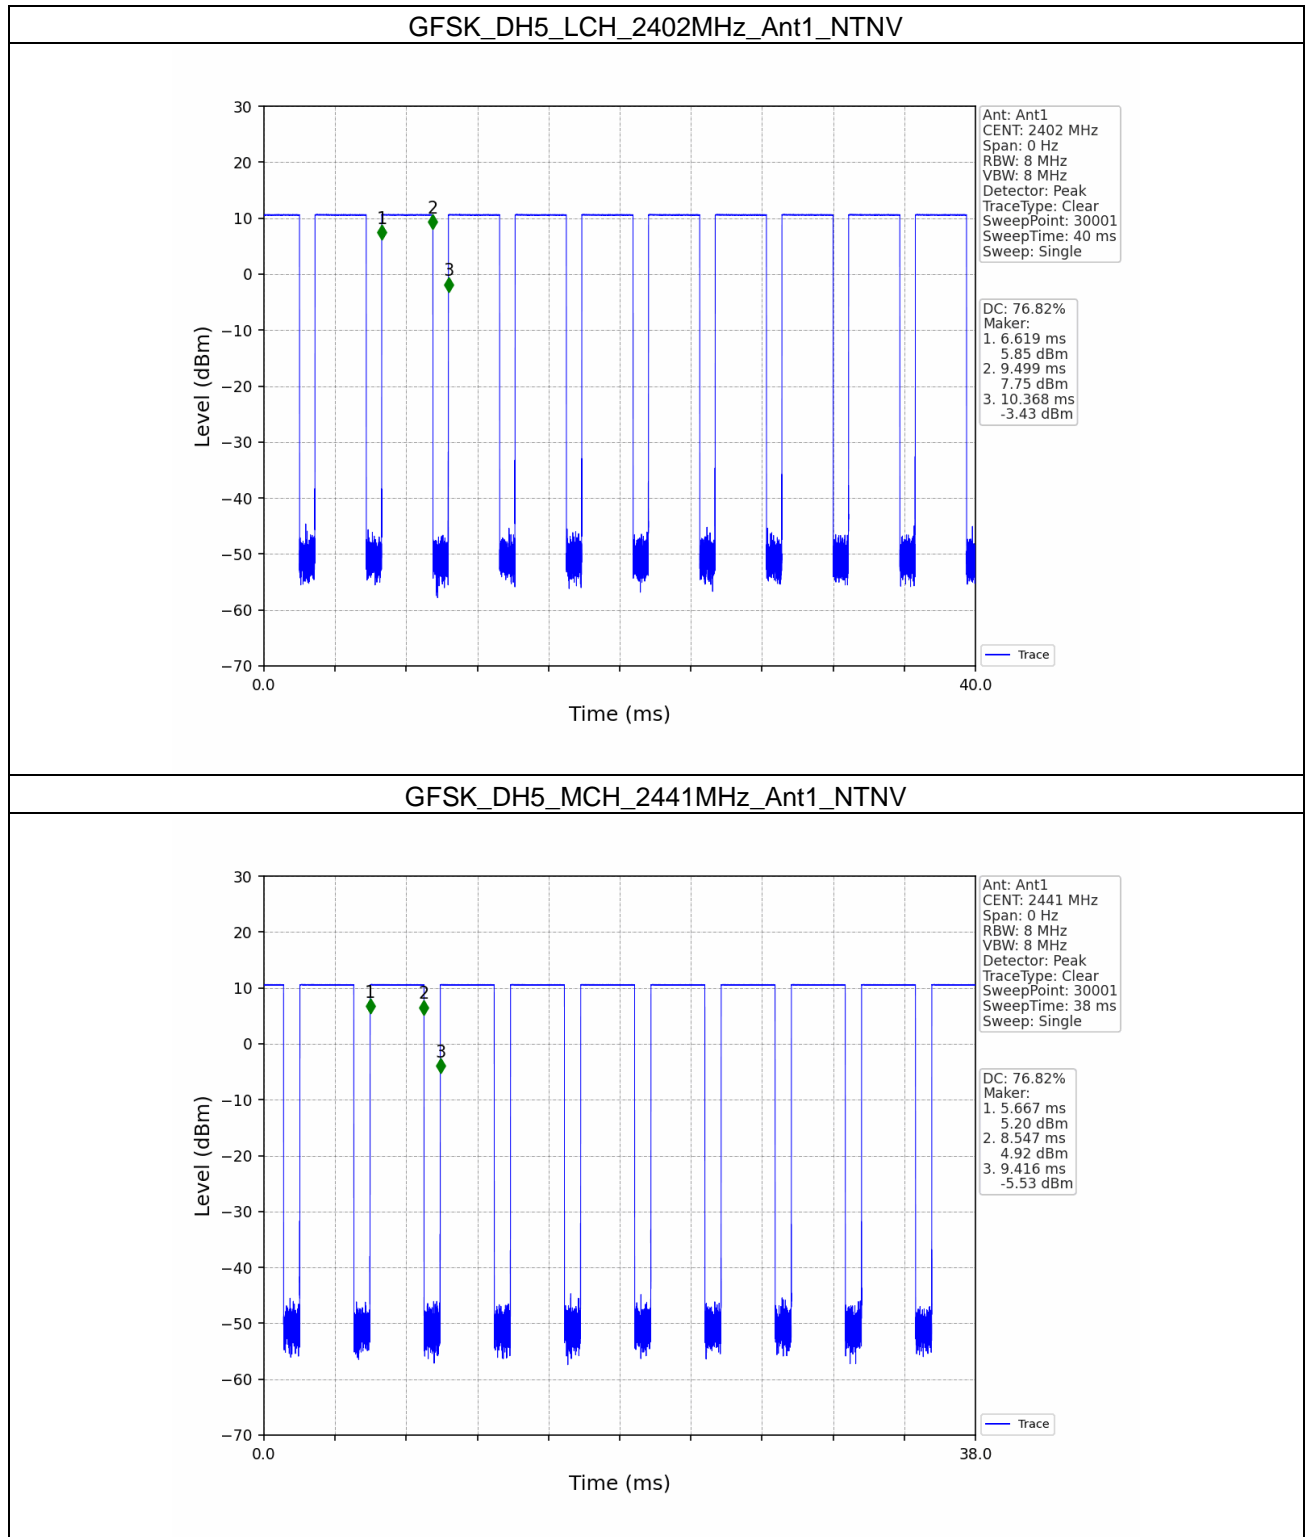 GFSK_DH5_LCH_2402MHz_Ant1_NTNV
30
20
10
0
−10
−20
−30
−40
−50
−60
−70
Level (dBm)
1
2
3
0.0
40.0
Time (ms)
Ant: Ant1
CENT: 2402 MHz
Span: 0 Hz
RBW: 8 MHz
VBW: 8 MHz
Detector: Peak
TraceType: Clear
SweepPoint: 30001
SweepTime: 40 ms
Sweep: Single
DC: 76.82%
Maker:
1. 6.619 ms
5.85 dBm
2. 9.499 ms
7.75 dBm
3. 10.368 ms
-3.43 dBm
Trace
GFSK_DH5_MCH_2441MHz_Ant1_NTNV
30
20
10
0
−10
−20
−30
−40
−50
−60
−70
Level (dBm)
1
2
3
0.0
38.0
Time (ms)
Ant: Ant1
CENT: 2441 MHz
Span: 0 Hz
RBW: 8 MHz
VBW: 8 MHz
Detector: Peak
TraceType: Clear
SweepPoint: 30001
SweepTime: 38 ms
Sweep: Single
DC: 76.82%
Maker:
1. 5.667 ms
5.20 dBm
2. 8.547 ms
4.92 dBm
3. 9.416 ms
-5.53 dBm
Trace